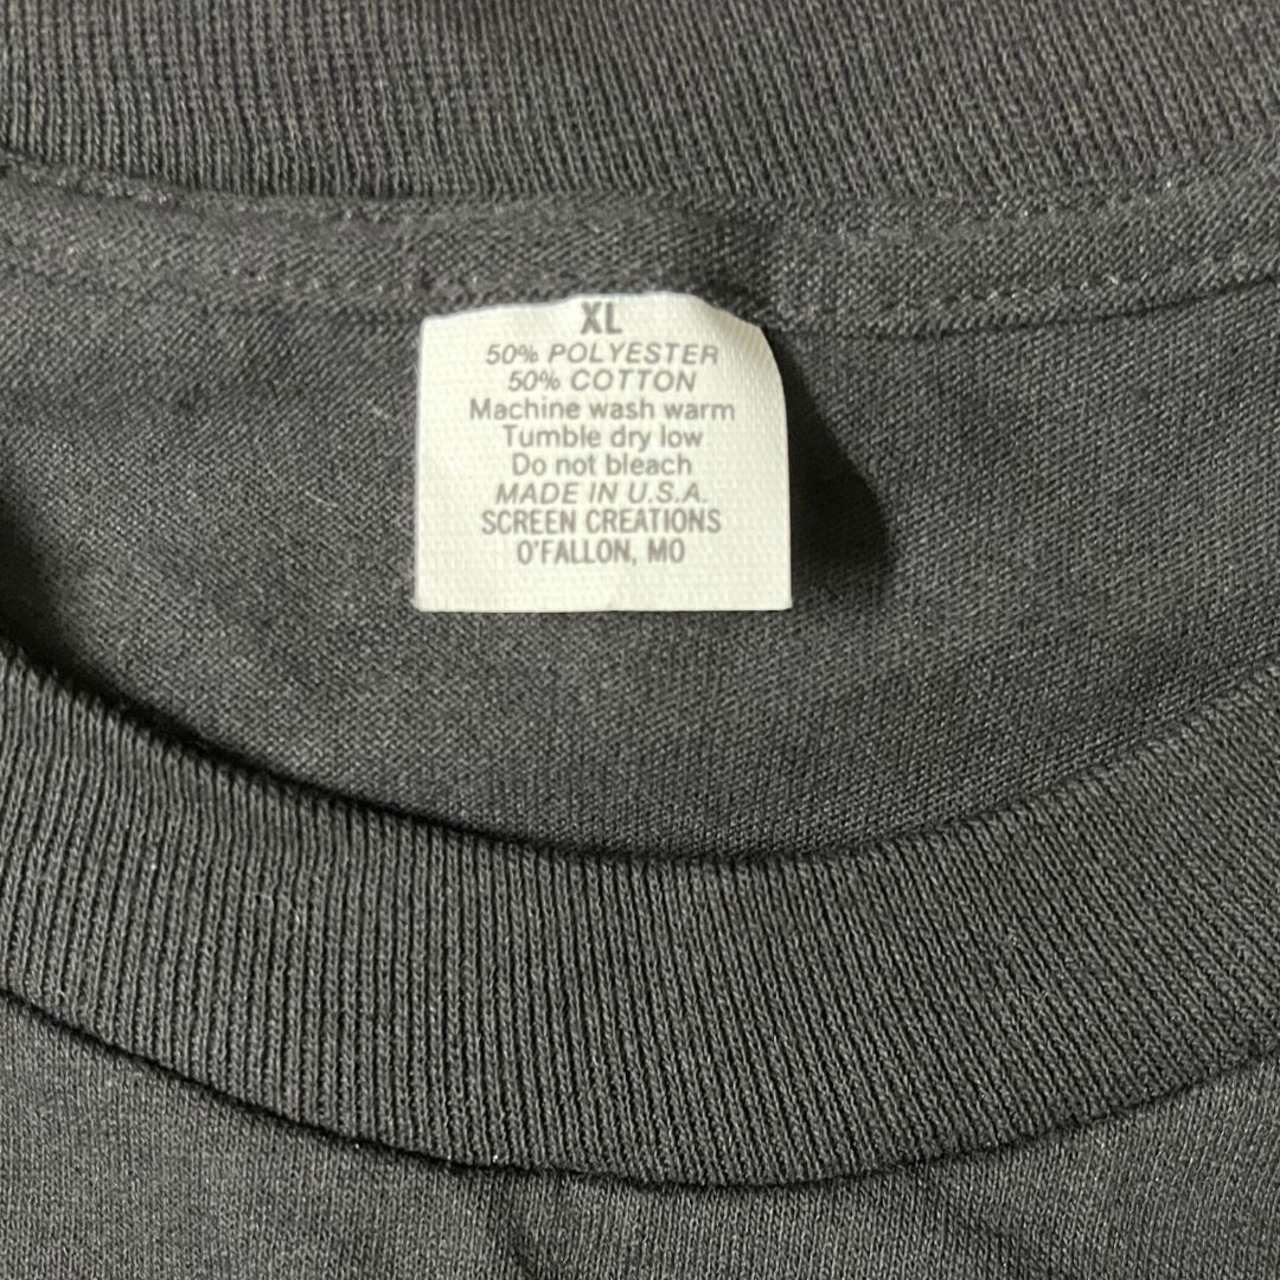 XL
50% POLYESTER
50% COTTON
Machine wash warm
Tumble dry low
Do not bleach
MADE IN U.S.A.
SCREEN CREATIONS
O'FALLON, MO